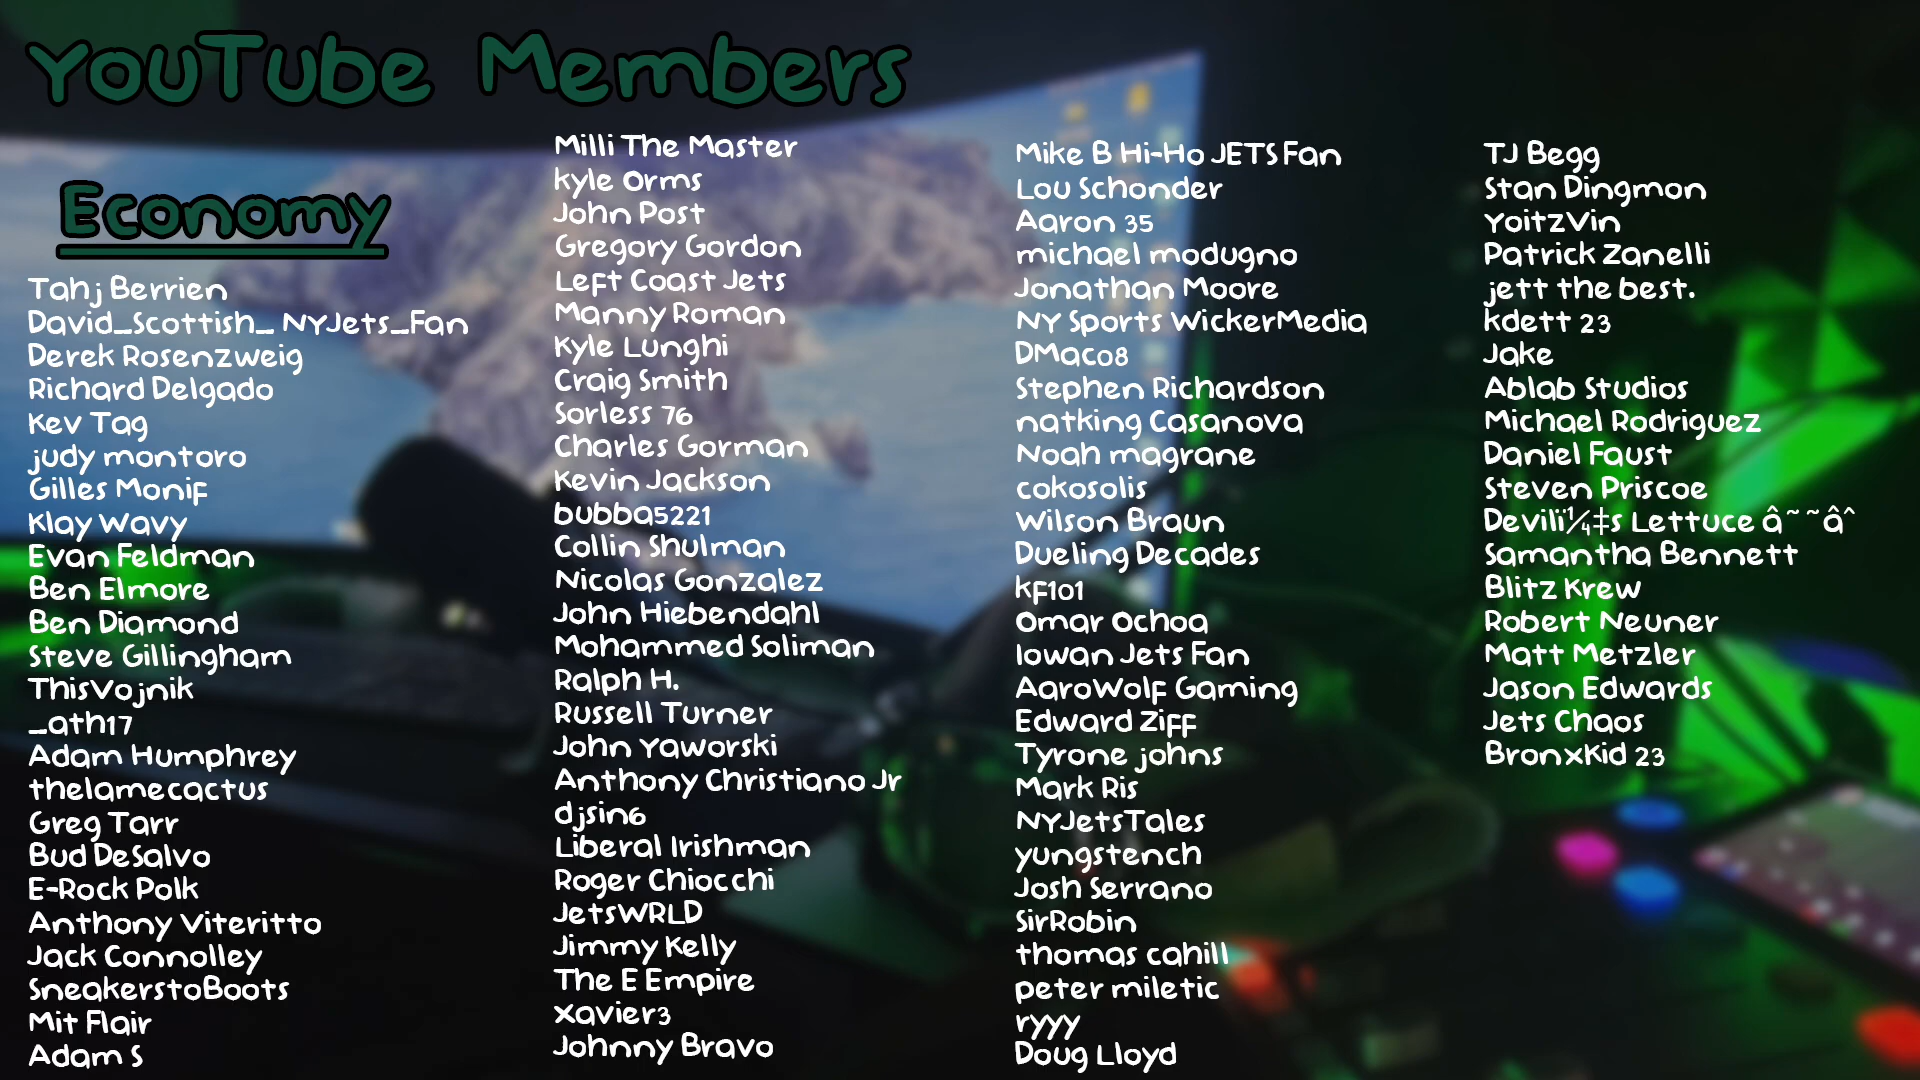 YouTube Members
Economy
Tahj Berrien
David_Scottish_ NYJets_Fan
Derek Rosenzweig
Richard Delgado
Kev Tag
judy montoro
Gilles Monif
Klay Wavy
Evan Feldman
Ben Elmore
Ben Diamond
Steve Gillingham
ThisVojnik
_ath17
Adam Humphrey
thelamecactus
Greg Tarr
Bud DeSalvo
E-Rock Polk
Anthony Viteritto
Jack Connolley
SneakerstoBoots
Mit Flair
Adam S
Milli The Master
kyle Orms
John Post
Gregory Gordon
Left Coast Jets
Manny Roman
Kyle Lunghi
Craig Smith
Sorless 76
Charles Gorman
Kevin Jackson
bubba5221
Collin Shulman
Nicolas Gonzalez
John Hiebendahl
Mohammed Soliman
Ralph H.
Russell Turner
John Yaworski
Anthony Christiano Jr
djsin6
Liberal Irishman
Roger Chiocchi
JetsWRLD
Jimmy Kelly
The E Empire
Xavier3
Johnny Bravo
Mike B Hi-Ho JETS Fan
Lou Schonder
Aaron 35
michael modugno
Jonathan Moore
NY Sports WickerMedia
DMac08
Stephen Richardson
natking Casanova
Noah magrane
cokosolis
Wilson Braun
Dueling Decades
kf101
Omar Ochoa
Iowan Jets Fan
AaroWolf Gaming
Edward Ziff
Tyrone johns
Mark Ris
NYJetsTales
yungstench
Josh Serrano
SirRobin
thomas cahill
peter miletic
ryyy
Doug Lloyd
TJ Begg
Stan Dingmon
YoitzVin
Patrick Zanelli
jett the best.
kdett 23
Jake
Ablab Studios
Michael Rodriguez
Daniel Faust
Steven Priscoe
Devilï¼‡s Lettuce â˜˜âˆ
Samantha Bennett
Blitz Krew
Robert Neuner
Matt Metzler
Jason Edwards
Jets Chaos
BronxKid 23